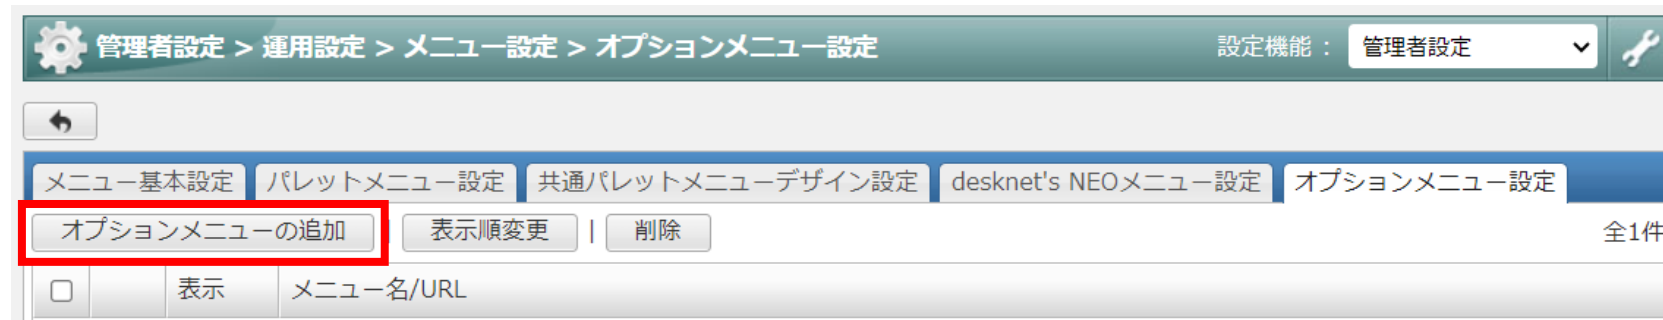 管理者設定 > 運用設定 > メニュー設定 > オプションメニュー設定 設定機能： 管理者設定
メニュー基本設定 パレットメニュー設定 共通パレットメニューデザイン設定 desknet's NEOメニュー設定 オプションメニュー設定
オプションメニューの追加 | 表示順変更 | 削除 全1件
表示 メニュー名/URL